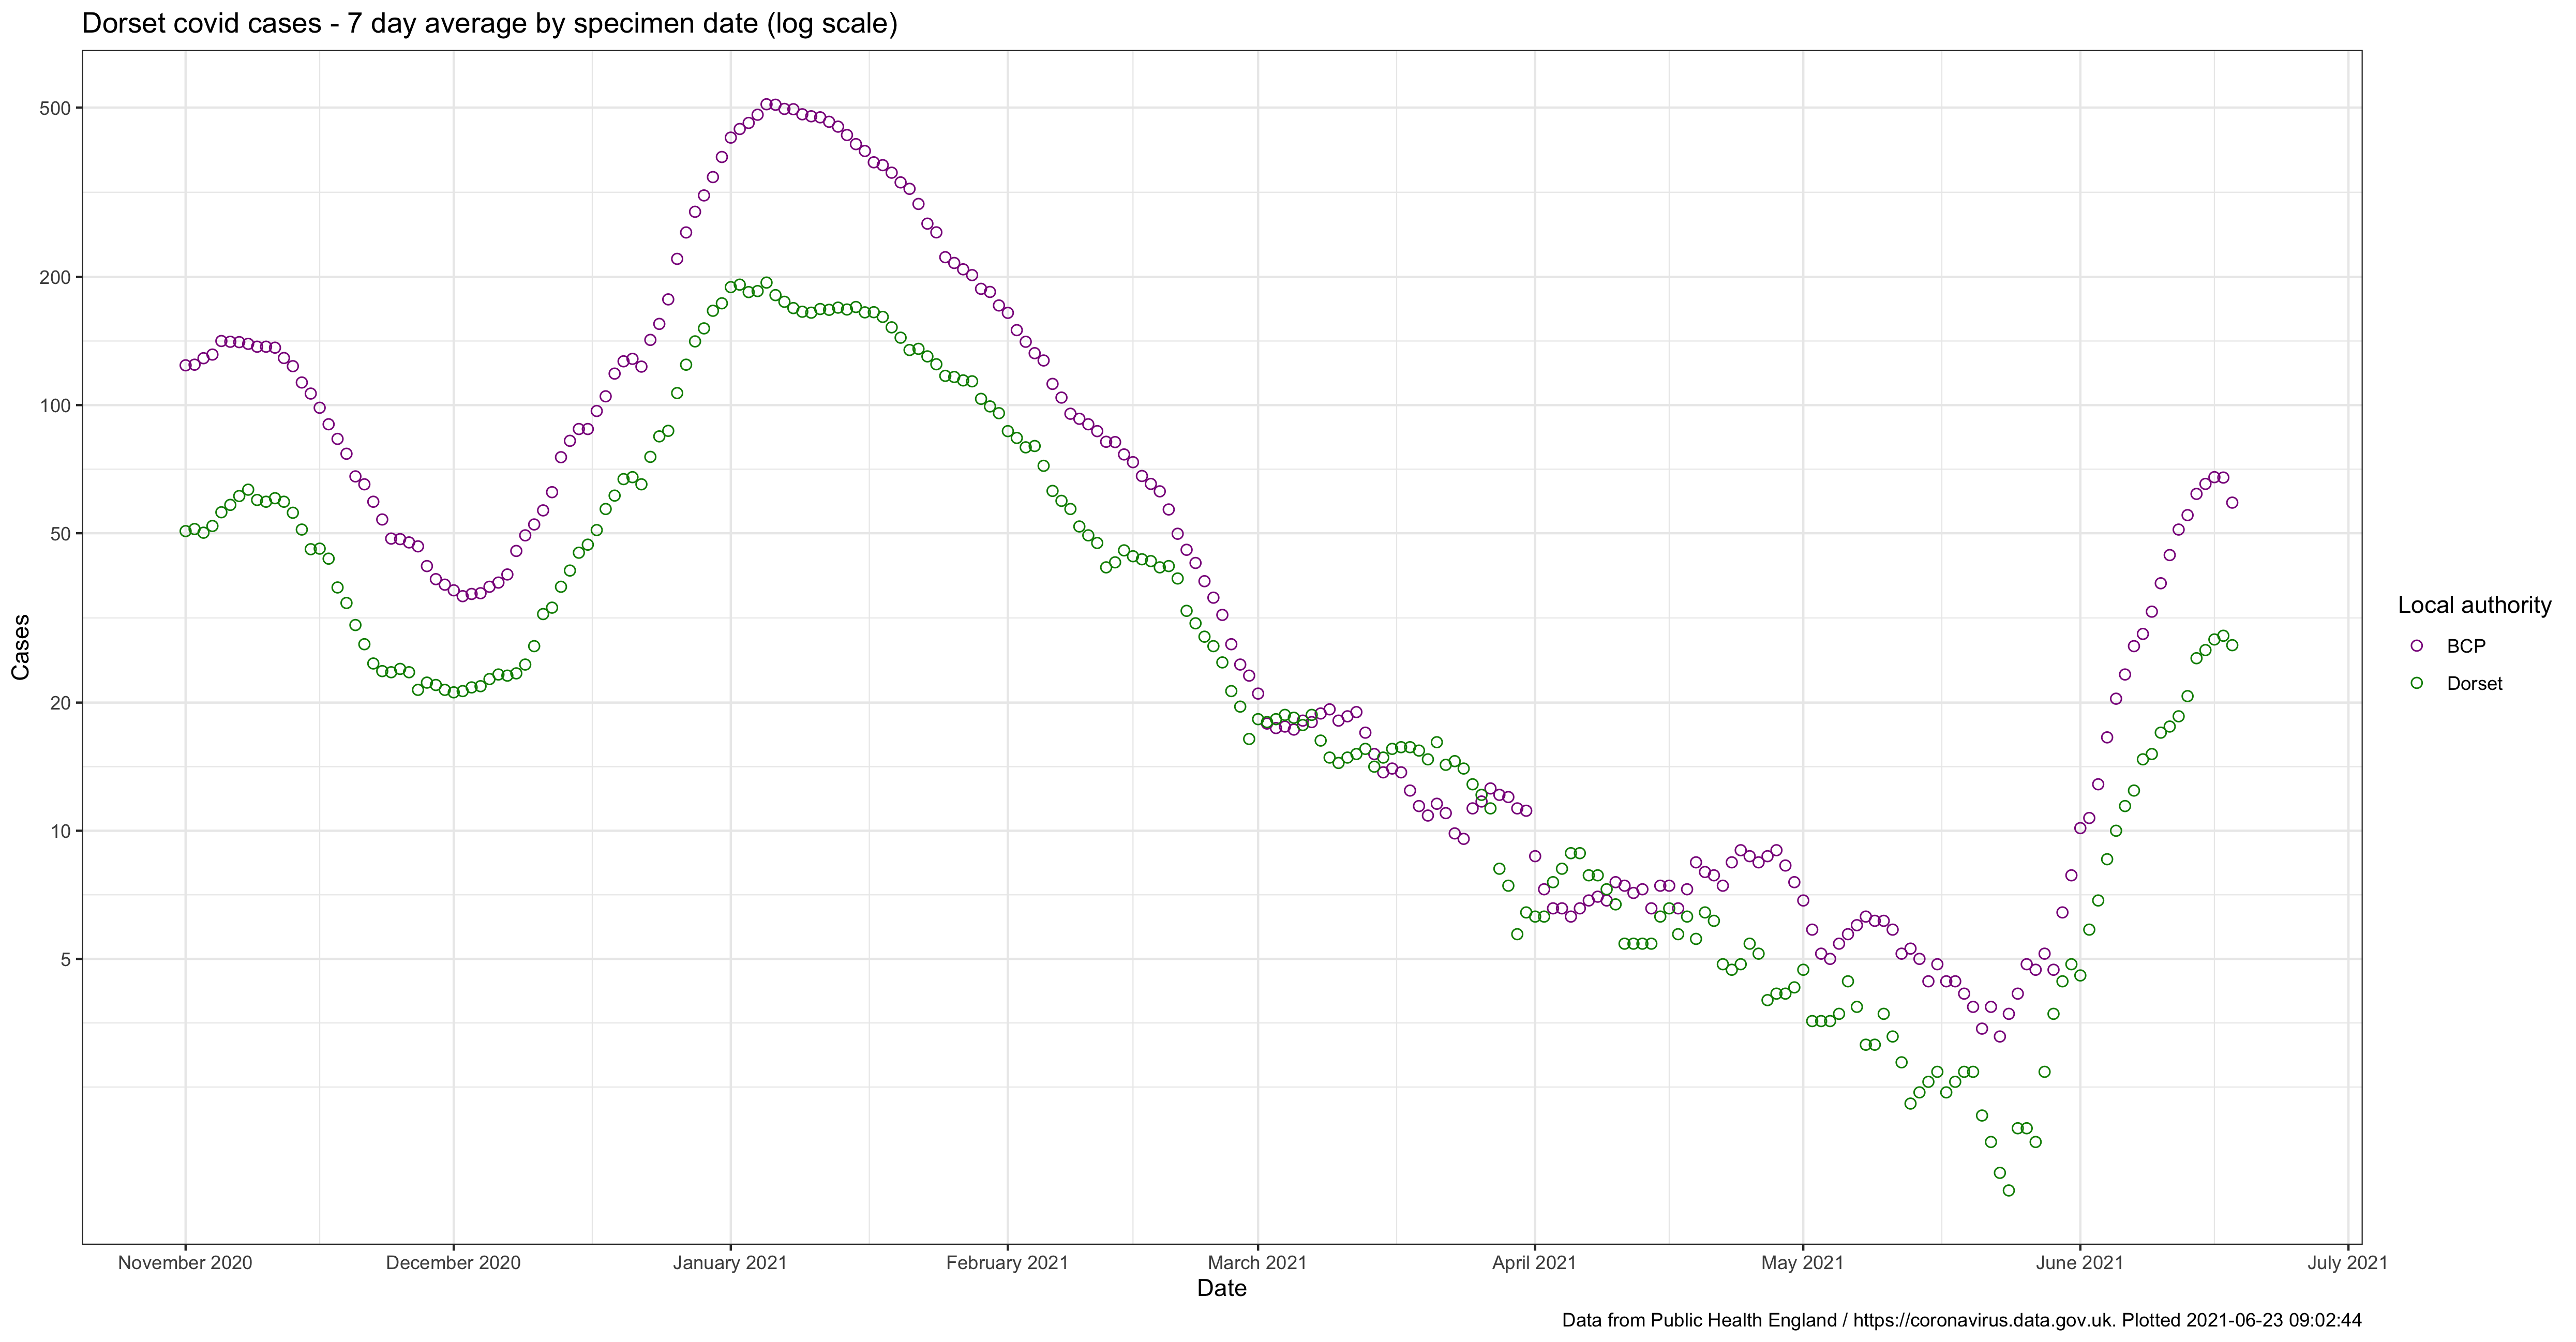 Dorset covid cases - 7 day average by specimen date (log scale)
500
200
100
50
20
10
5
Cases
November 2020
December 2020
January 2021
February 2021
March 2021
April 2021
May 2021
June 2021
July 2021
Date
Local authority
BCP
Dorset
Data from Public Health England / https://coronavirus.data.gov.uk. Plotted 2021-06-23 09:02:44